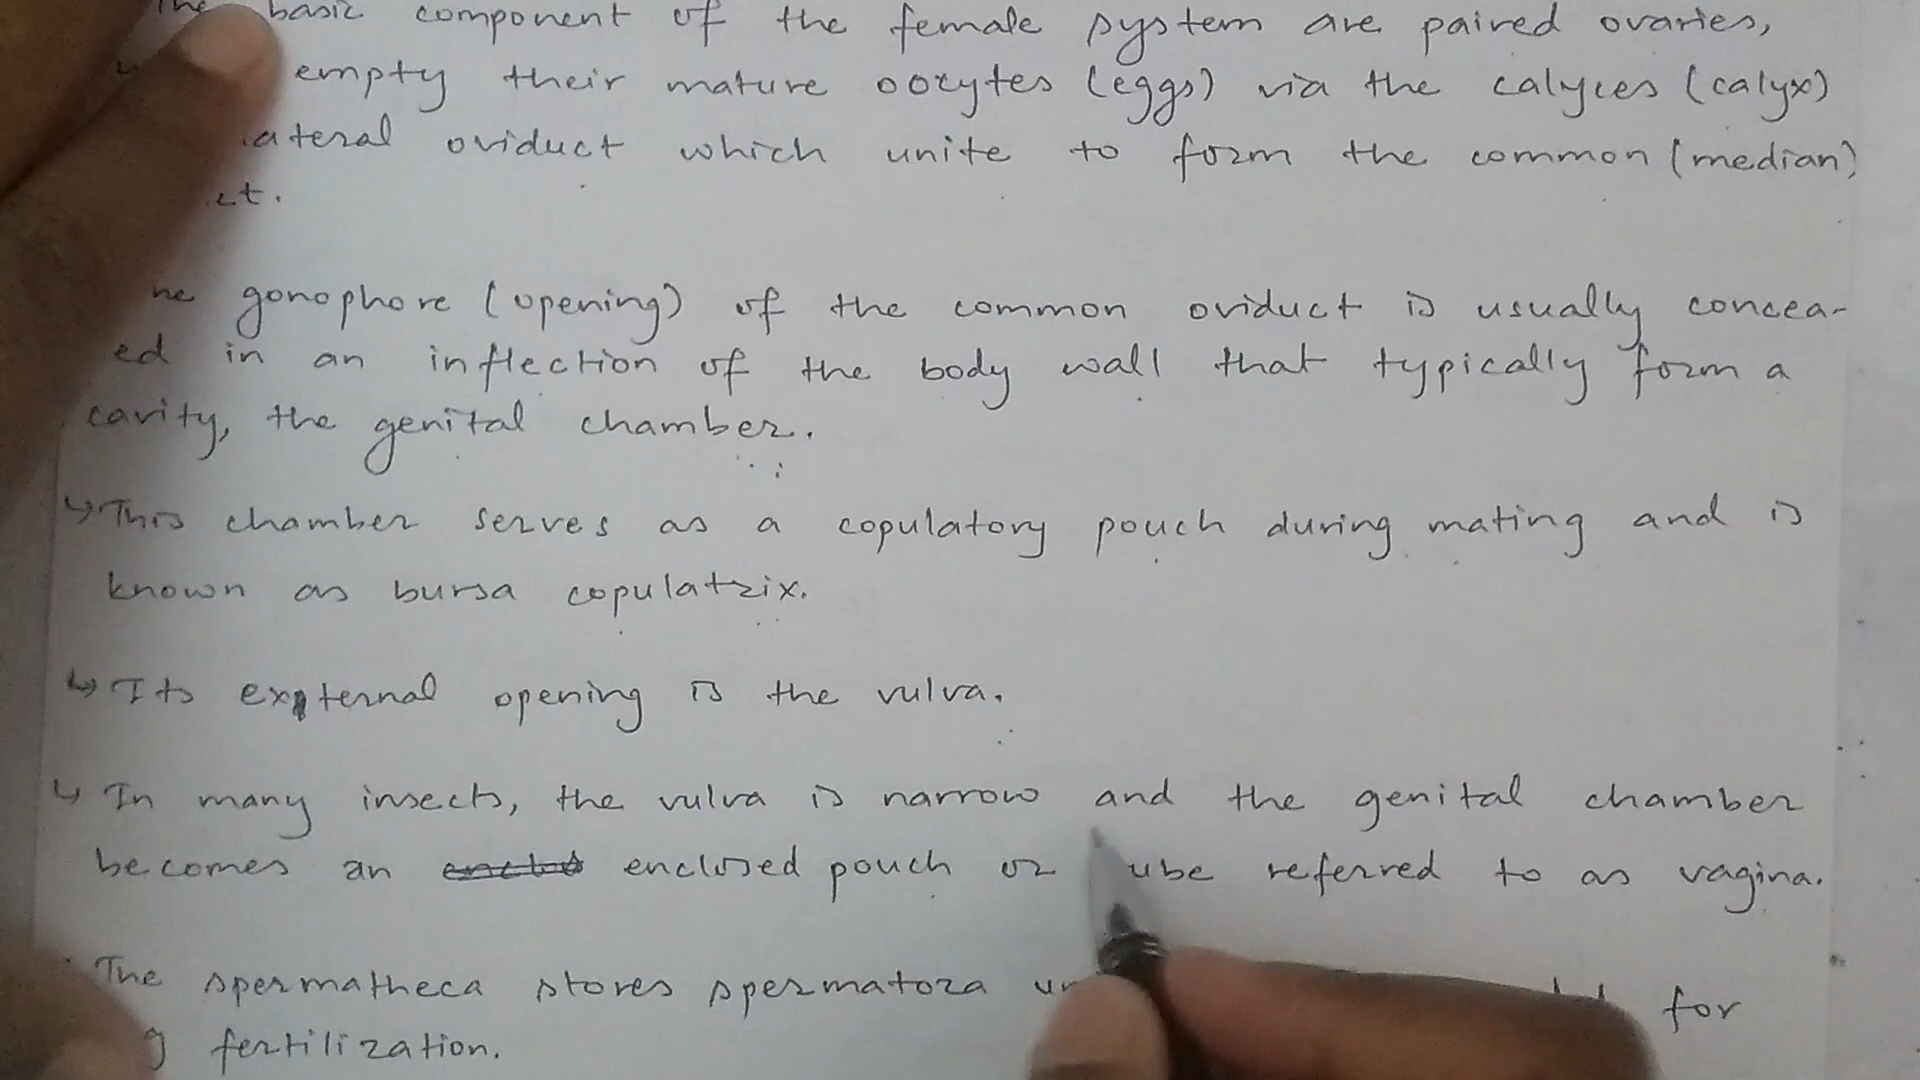 The basic component of the female system are paired ovaries,
empty their mature oocytes (eggs) via the calyces (calyx)
oviduct which unite to form the common (median)
gonophore (opening) of the common oviduct is usually concea-
ed in an inflection of the body wall that typically form a
cavity, the genital chamber.
↳ This chamber serves as a copulatory pouch during mating and is
known as bursa copulatrix.
↳ Its external opening is the vulva.
↳ In many insects, the vulva is narrow and the genital chamber
becomes an enclosed pouch or ube referred to as vagina.
The spermatheca stores spermatoza for
fertilization.